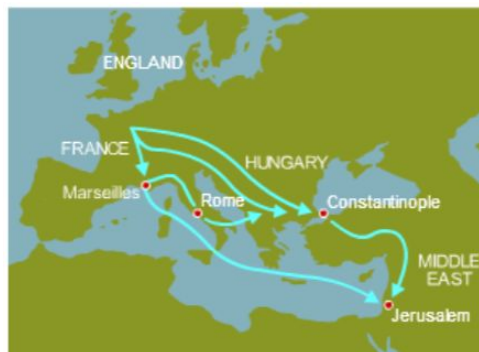 ENGLAND
FRANCE
HUNGARY
Marseilles
Rome
Constantinople
MIDDLE
EAST
Jerusalem